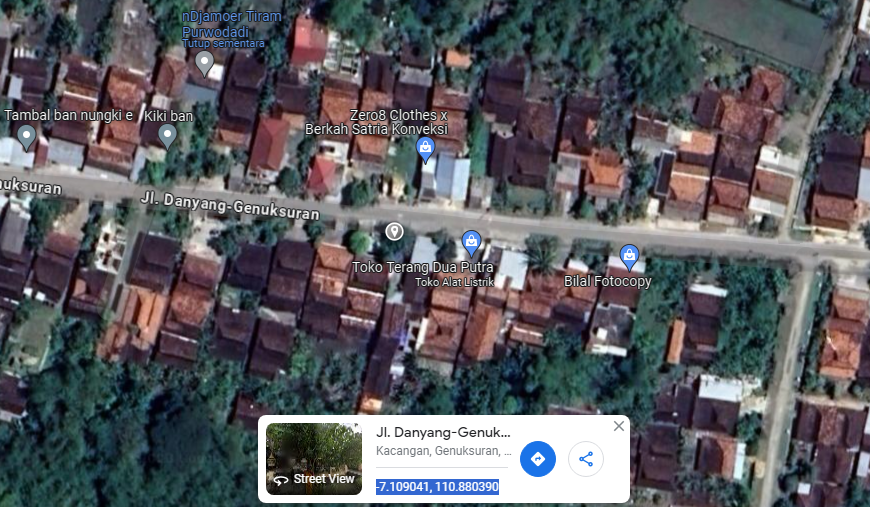 nDjamoer Tiram
Purwodadi
Tutup sementara
Tambal ban nungki e
Kiki ban
Zero8 Clothes x
Berkah Satria Konveksi
nuksuran
Jl. Danyang-Genuksuran
Toko Terang Dua Putra
Toko Alat Listrik
Bilal Fotocopy
Jl. Danyang-Genuk...
Kacangan, Genuksuran, ...
Street View
-7.109041, 110.880390